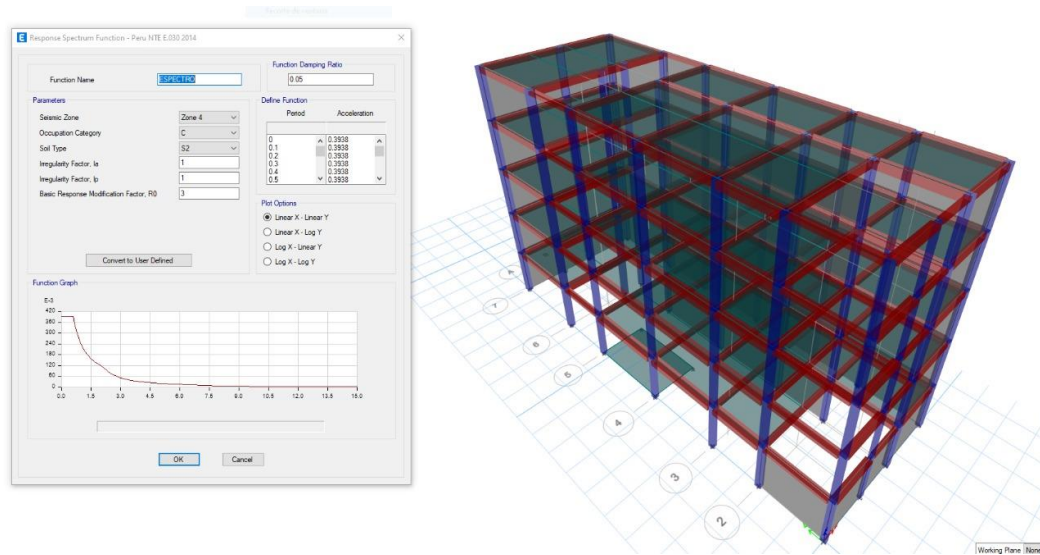 Response Spectrum Function - Peru NTE E.030 2014
Function Name
ESPECTRO
Function Damping Ratio
0.05
Parameters
Seismic Zone
Zone 4
Occupation Category
C
Soil Type
S2
Irregularity Factor, Ia
1
Irregularity Factor, Ip
1
Basic Response Modification Factor, R0
3
Convert to User Defined
Define Function
Period Acceleration
0 0.3938
0.1 0.3938
0.2 0.3938
0.3 0.3938
0.4 0.3938
0.5 0.3938
Plot Options
Linear X - Linear Y
Linear X - Log Y
Log X - Linear Y
Log X - Log Y
Function Graph
E-3
420
360
300
240
180
120
60
0
0.0 1.5 3.0 4.5 6.0 7.5 9.0 10.5 12.0 13.5 15.0
OK Cancel
7
6
5
4
3
2
Working Plane None